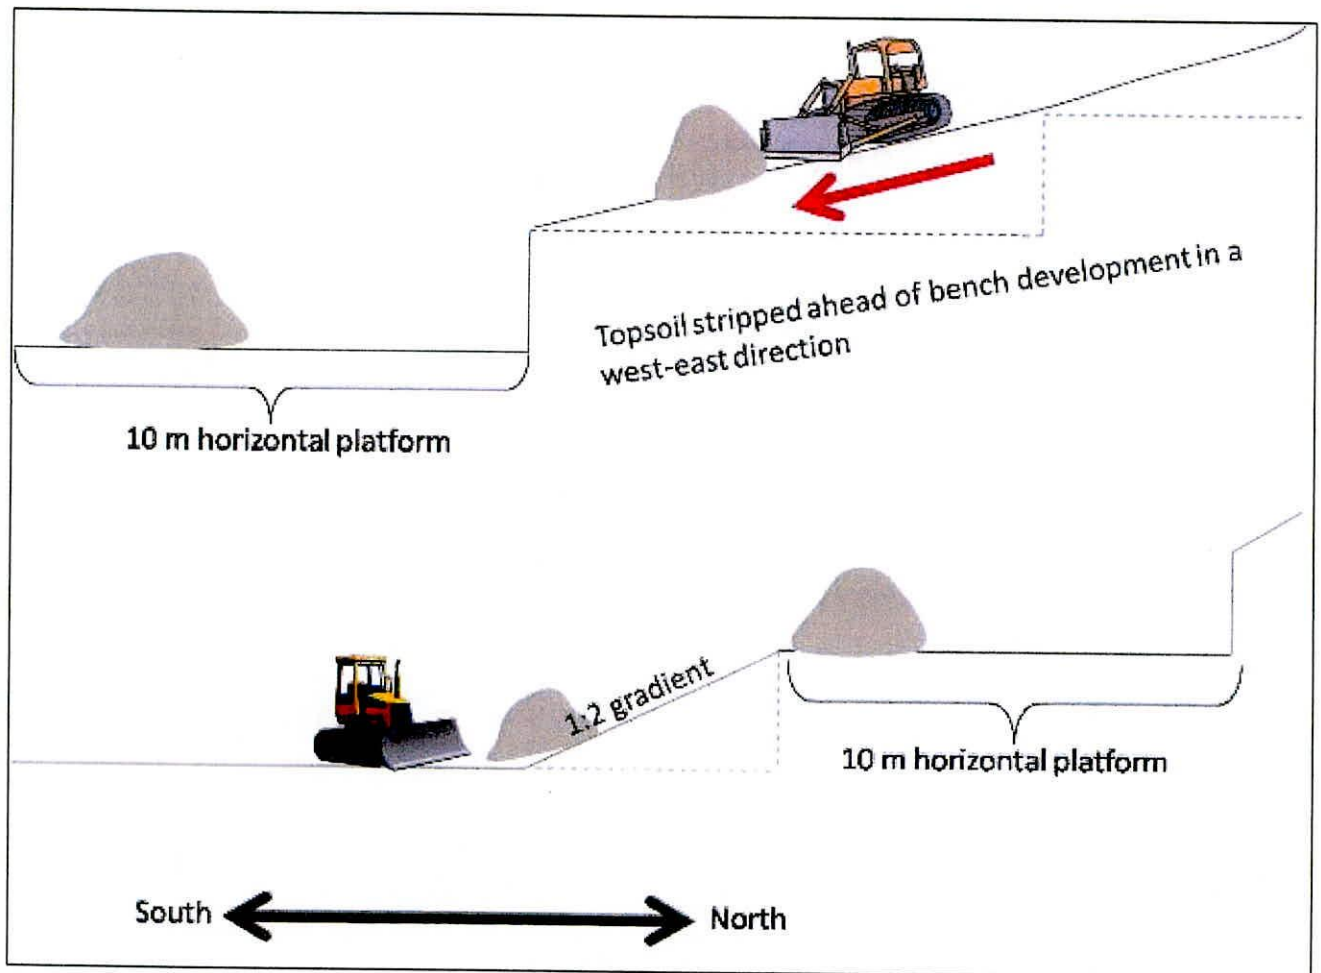 Topsoil stripped ahead of bench development in a
west-east direction
10 m horizontal platform
1:2 gradient
10 m horizontal platform
South
North